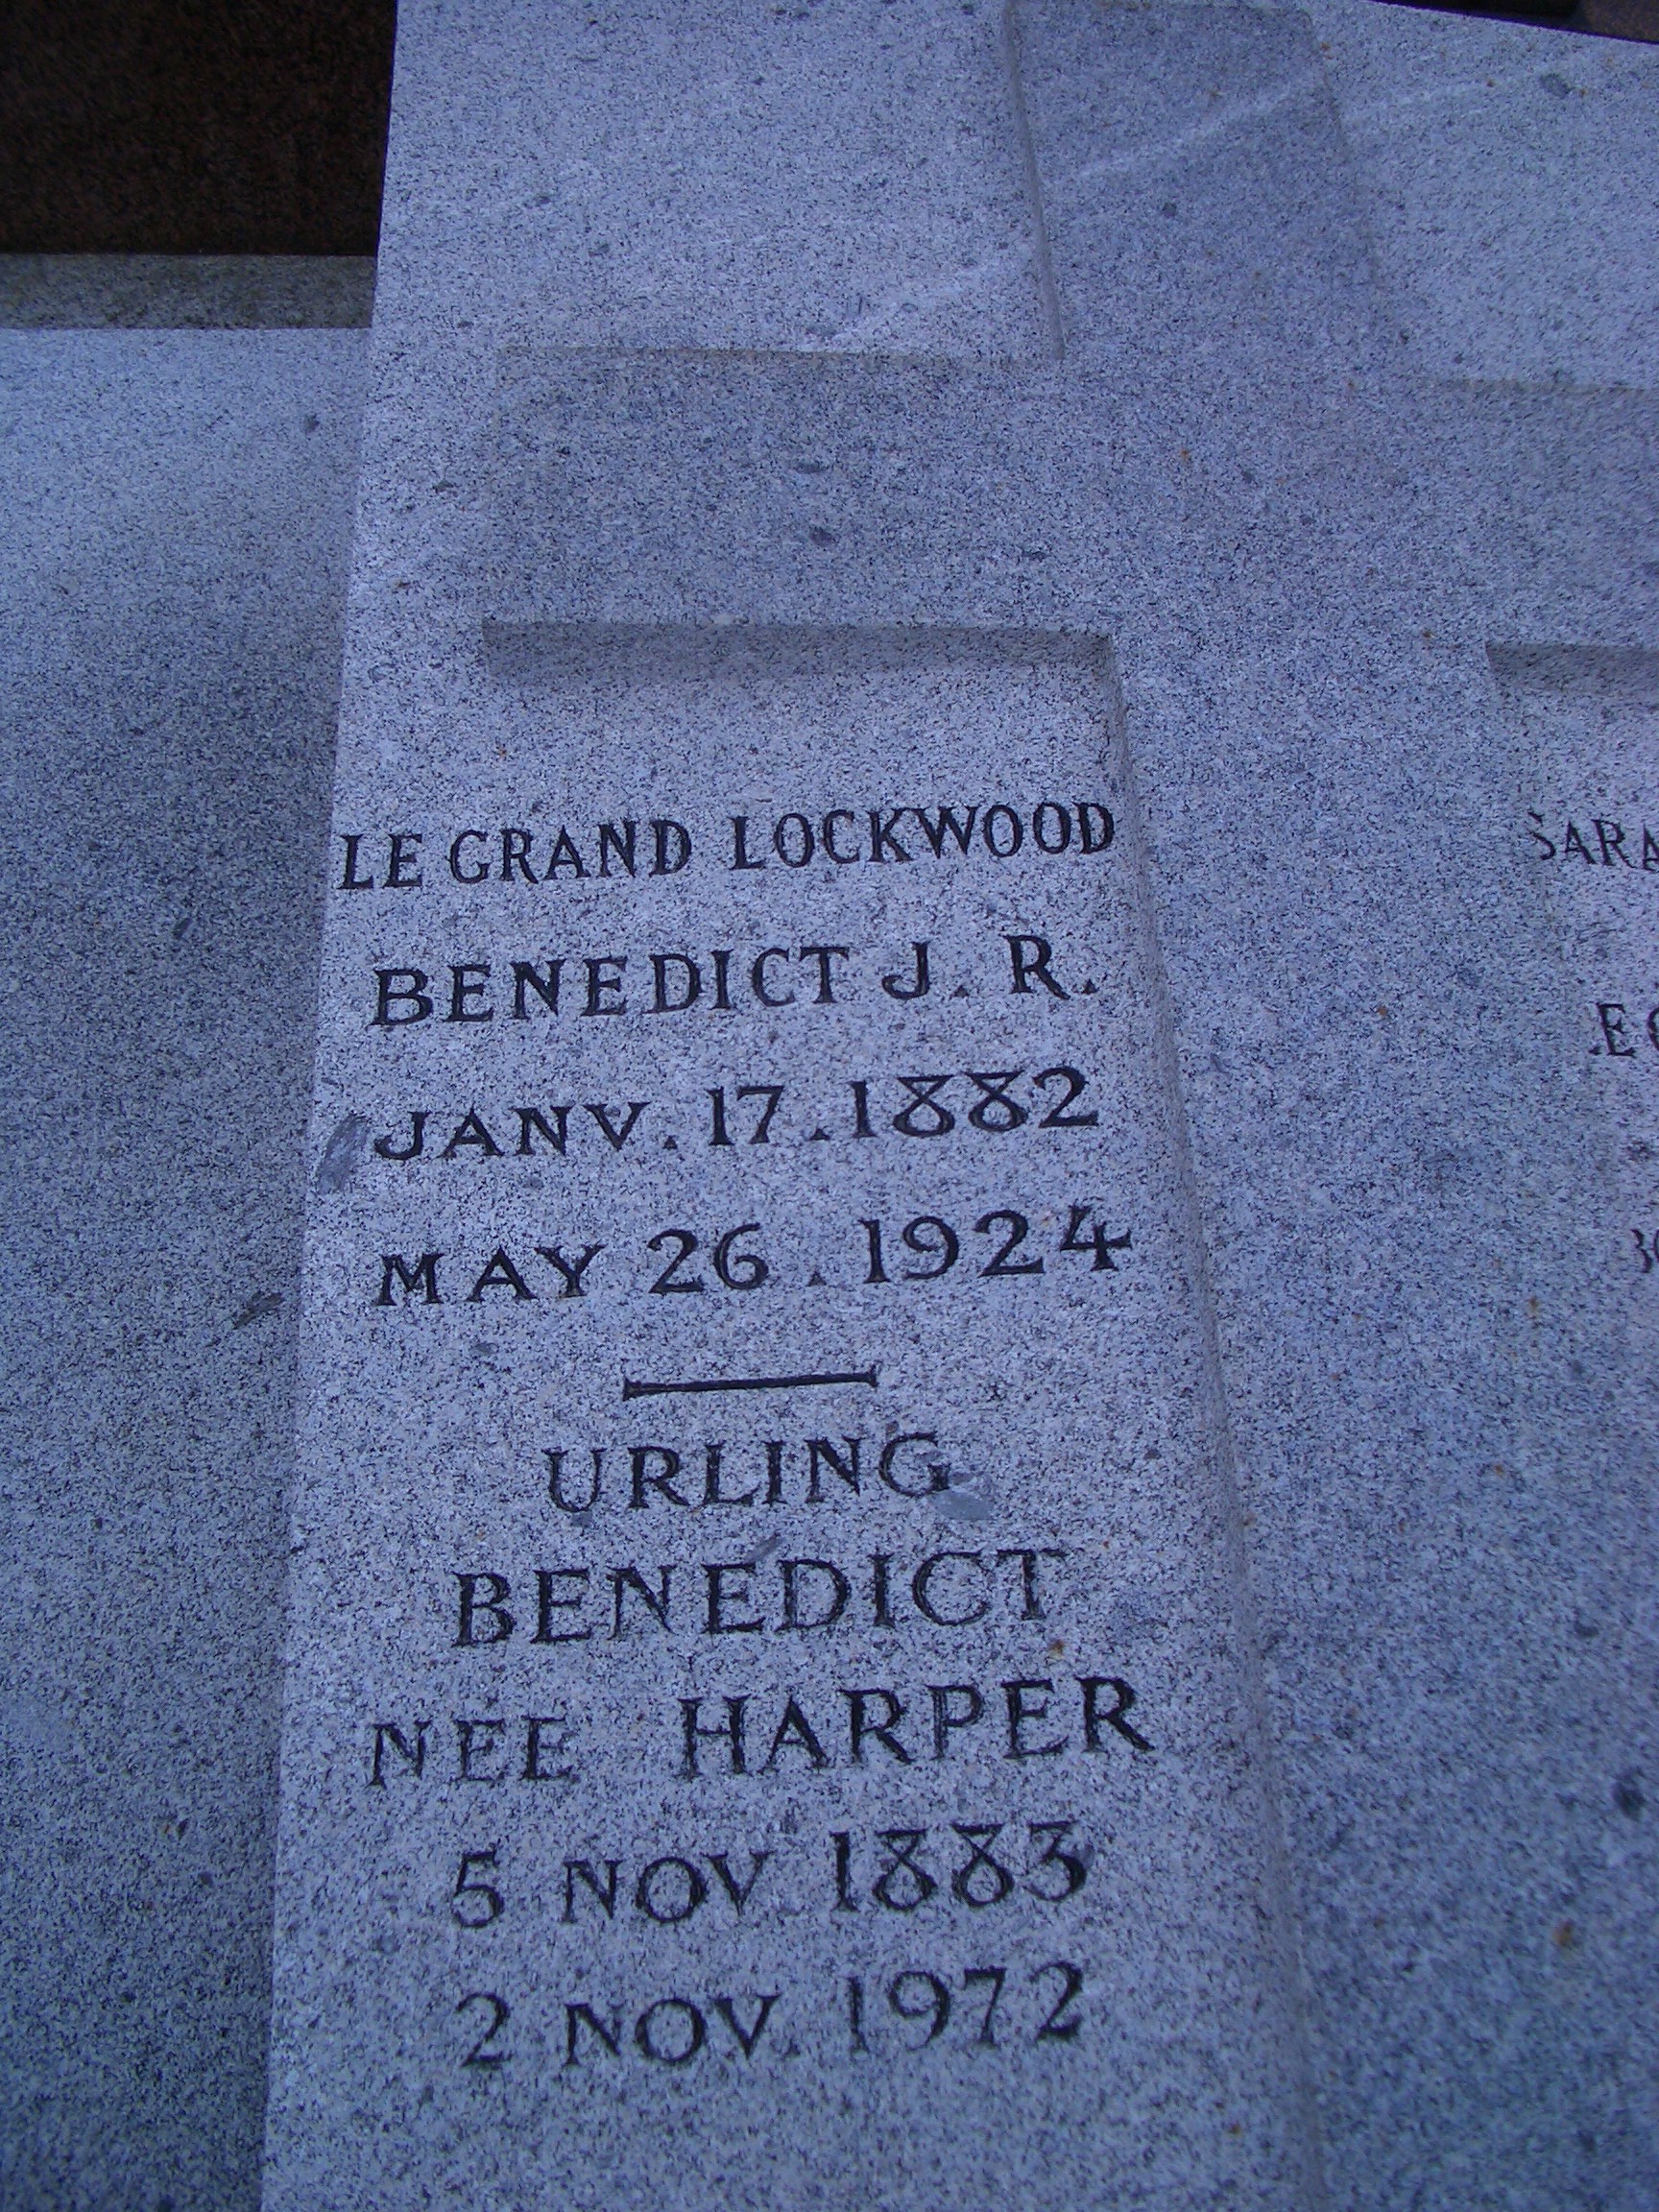 LE GRAND LOCKWOOD
BENEDICT J. R.
JANV. 17. 1882
MAY 26. 1924
URLING
BENEDICT
NEE HARPER
5 NOV. 1883
2 NOV. 1972